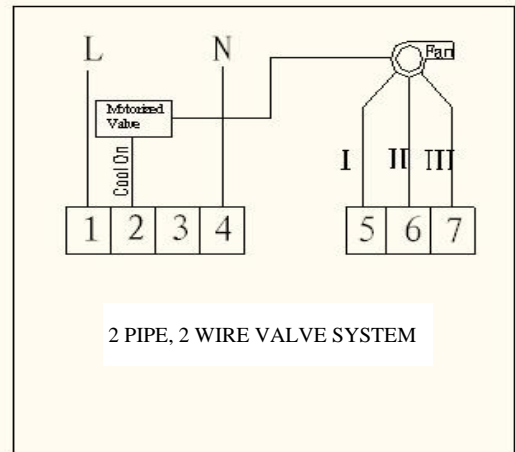 L
N
Fan
Motorized
Valve
Cool On
I
II
III
1
2
3
4
5
6
7
2 PIPE, 2 WIRE VALVE SYSTEM